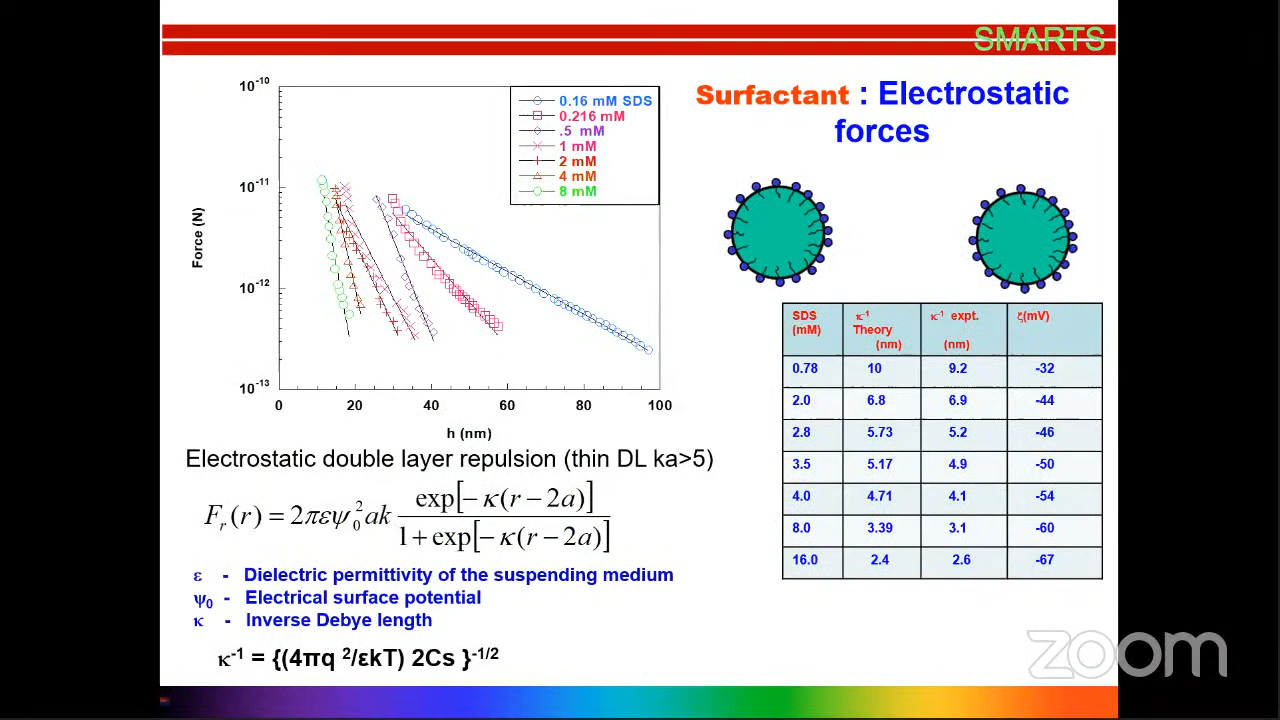 SMARTS
Surfactant : Electrostatic
forces
10-10
10-11
10-12
10-13
Force (N)
0.16 mM SDS
0.216 mM
.5 mM
1 mM
2 mM
4 mM
8 mM
0 20 40 60 80 100
h (nm)
Electrostatic double layer repulsion (thin DL ka>5)
Fr(r) = 2πεψ0²ak exp[-κ(r-2a)] / 1+exp[-κ(r-2a)]
ε - Dielectric permittivity of the suspending medium
ψ0 - Electrical surface potential
κ - Inverse Debye length
κ-1 = {(4πq 2/εkT) 2Cs }-1/2
SDS (mM) κ-1 Theory (nm) κ-1 expt. (nm) ζ(mV)
0.78 10 9.2 -32
2.0 6.8 6.9 -44
2.8 5.73 5.2 -46
3.5 5.17 4.9 -50
4.0 4.71 4.1 -54
8.0 3.39 3.1 -60
16.0 2.4 2.6 -67
zoom